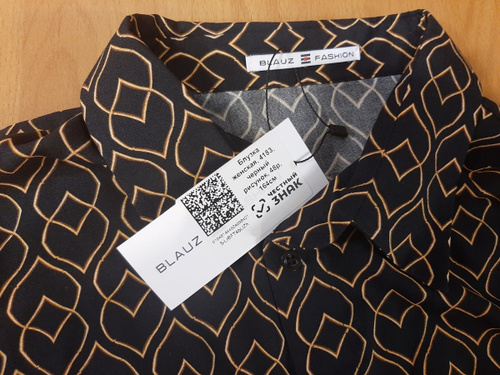 BLAUZ FASHION
BLAUZ
Блузка
женская, 4183,
черный
рисунок, 48р,
164см
ЧЕСТНЫЙ
ЗНАК